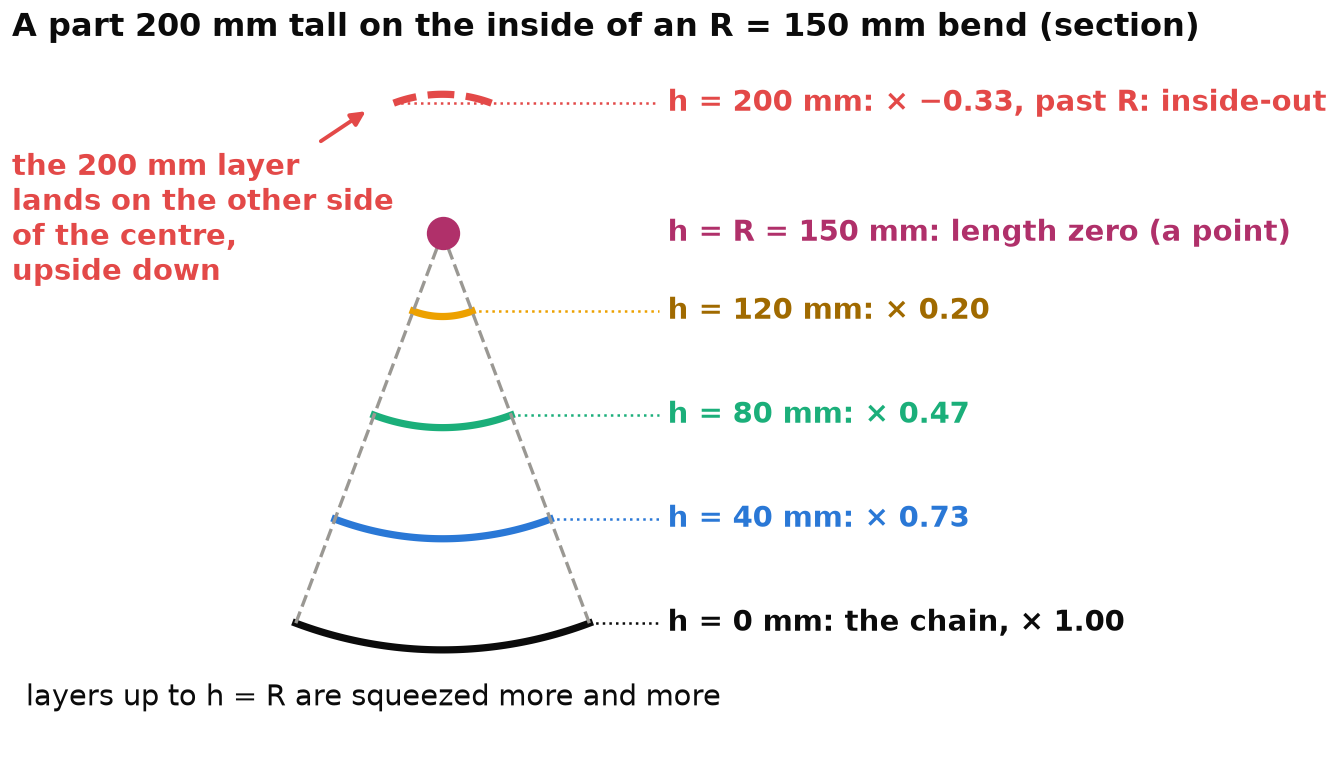 A part 200 mm tall on the inside of an R = 150 mm bend (section)
h = 200 mm: × −0.33, past R: inside-out
the 200 mm layer
lands on the other side
of the centre,
upside down
h = R = 150 mm: length zero (a point)
h = 120 mm: × 0.20
h = 80 mm: × 0.47
h = 40 mm: × 0.73
h = 0 mm: the chain, × 1.00
layers up to h = R are squeezed more and more